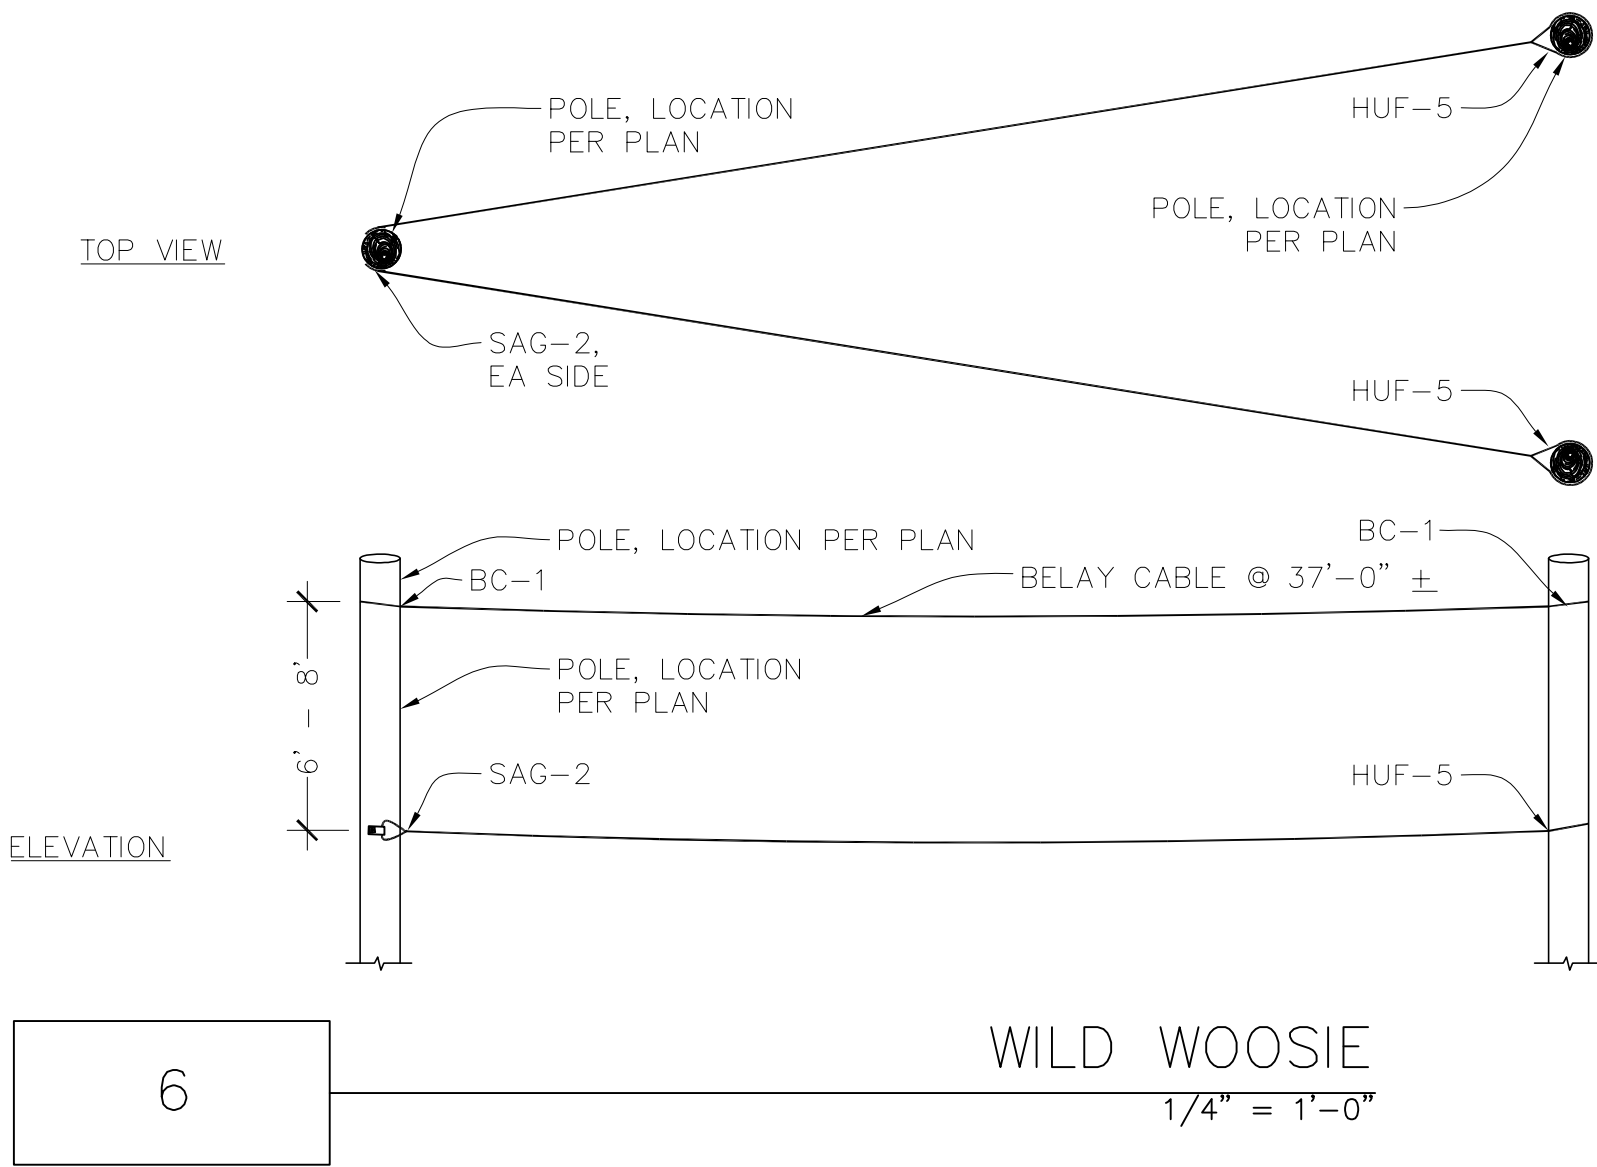 POLE, LOCATION
PER PLAN
HUF-5
POLE, LOCATION
PER PLAN
TOP VIEW
SAG-2,
EA SIDE
HUF-5
POLE, LOCATION PER PLAN
BC-1
BC-1
BELAY CABLE @ 37'-0" ±
POLE, LOCATION
PER PLAN
6' - 8'
SAG-2
HUF-5
ELEVATION
6
WILD WOOSIE
1/4" = 1'-0"